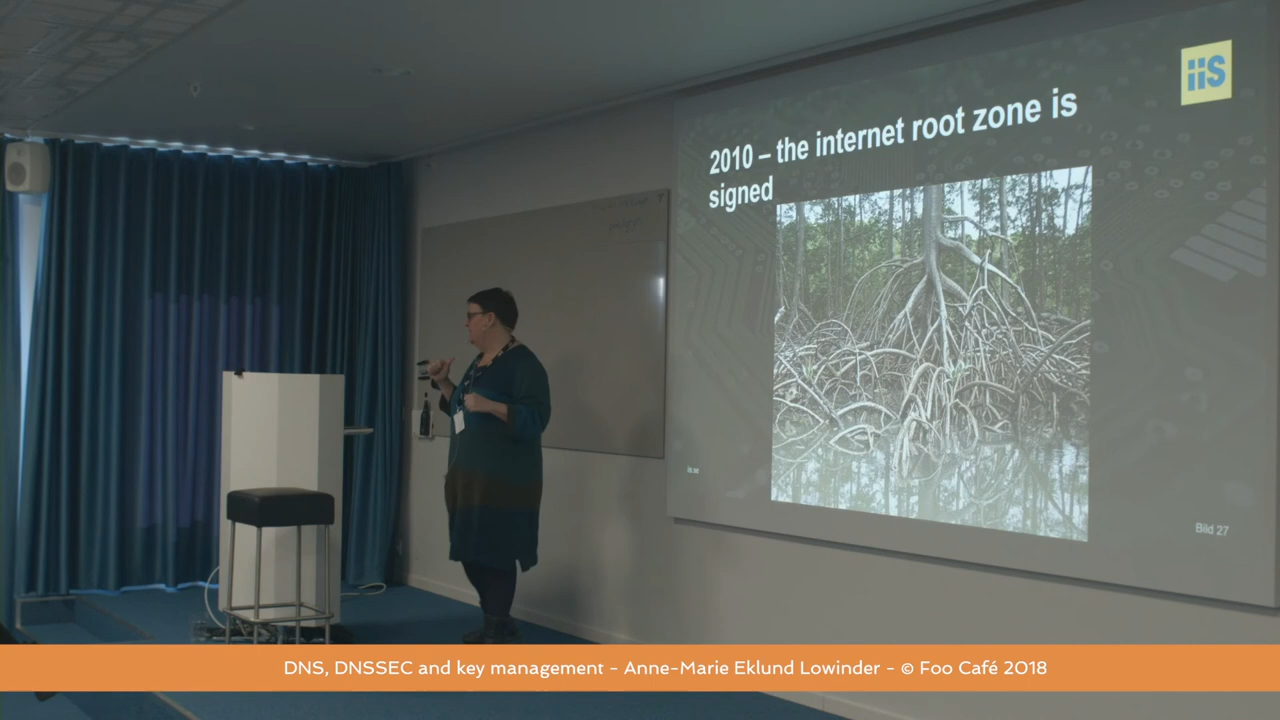 iiS
2010 – the internet root zone is
signed
Bild 27
DNS, DNSSEC and key management - Anne-Marie Eklund Lowinder - © Foo Café 2018